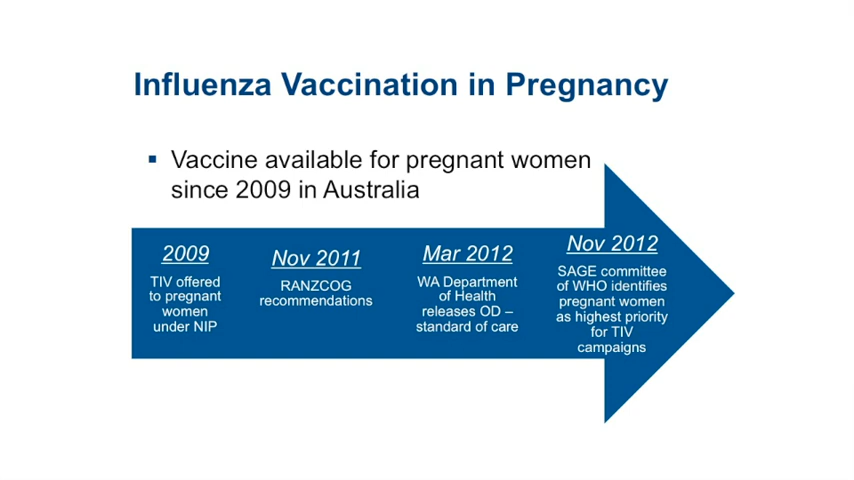 Influenza Vaccination in Pregnancy
▪ Vaccine available for pregnant women
since 2009 in Australia
2009
TIV offered
to pregnant
women
under NIP
Nov 2011
RANZCOG
recommendations
Mar 2012
WA Department
of Health
releases OD –
standard of care
Nov 2012
SAGE committee
of WHO identifies
pregnant women
as highest priority
for TIV
campaigns